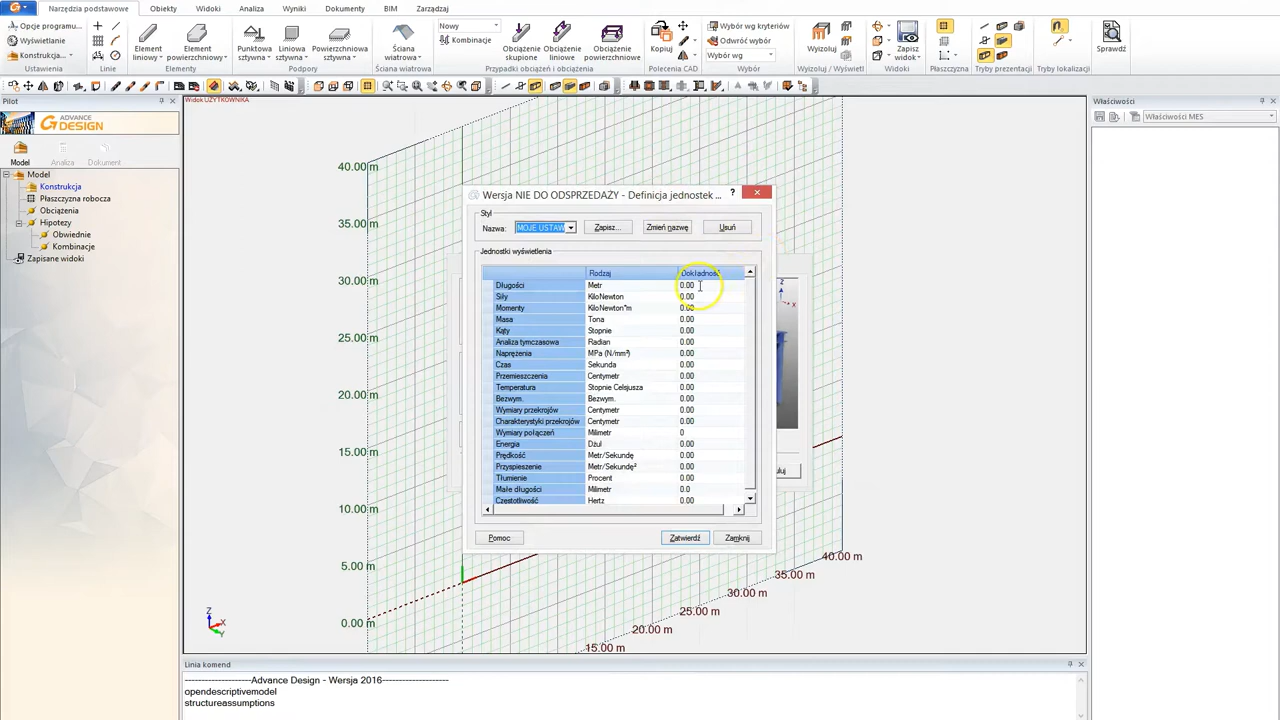 Narzędzia podstawowe Obiekty Widoki Analiza Wyniki Dokumenty BIM Zarządzaj
Opcje programu...
Wyświetlanie
Konstrukcja...
Ustawienia
Linie
Element liniowy
Element powierzchniowy
Elementy
Punktowa sztywna
Liniowa sztywna
Powierzchniowa sztywna
Podpory
Ściana wiatrowa
Ściana wiatrowa
Nowy
Kombinacje
Obciążenie skupione
Obciążenie liniowe
Obciążenie powierzchniowe
Przypadki obciążeń i obciążenia
Kopiuj
Polecenia CAD
Wybór wg kryteriów
Odwróć wybór
Wybór wg
Wybór
Wyizoluj
Wyizoluj / Wyświetl
Zapisz widok
Widoki
Płaszczyzna
Tryby prezentacji
Tryby lokalizacji
Sprawdź
Pilot
ADVANCE DESIGN
Model Analiza Dokument
Model
Konstrukcja
Płaszczyzna robocza
Obciążenia
Hipotezy
Obwiednie
Kombinacje
Zapisane widoki
Widok UŻYTKOWNIKA
40.00 m
35.00 m
30.00 m
25.00 m
20.00 m
15.00 m
10.00 m
5.00 m
0.00 m
15.00 m
20.00 m
25.00 m
30.00 m
35.00 m
40.00 m
Z
X
Y
Wersja NIE DO ODSPRZEDAŻY - Definicja jednostek ...
Styl
Nazwa: MOJE USTAW Zapisz... Zmień nazwę Usuń
Jednostki wyświetlenia
Rodzaj Dokładność
Długości Metr 0.00
Siły KiloNewton 0.00
Momenty KiloNewton*m 0.00
Masa Tona 0.00
Kąty Stopnie 0.00
Analiza tymczasowa Radian 0.00
Naprężenia MPa (N/mm²) 0.00
Czas Sekunda 0.00
Przemieszczenia Centymetr 0.00
Temperatura Stopnie Celsjusza 0.00
Bezwym. Bezwym. 0.00
Wymiary przekrojów Centymetr 0.00
Charakterystyki przekrojów Centymetr 0.00
Wymiary połączeń Milimetr 0
Energia Dżul 0.00
Prędkość Metr/Sekundę 0.00
Przyspieszenie Metr/Sekundę² 0.00
Tłumienie Procent 0.00
Małe długości Milimetr 0.0
Częstotliwość Hertz 0.00
Pomoc Zatwierdź Zamknij
z
x
uluj
Właściwości
Właściwości MES
Linia komend
----------------------Advance Design - Wersja 2016---------------------
opendescriptivemodel
structureassumptions